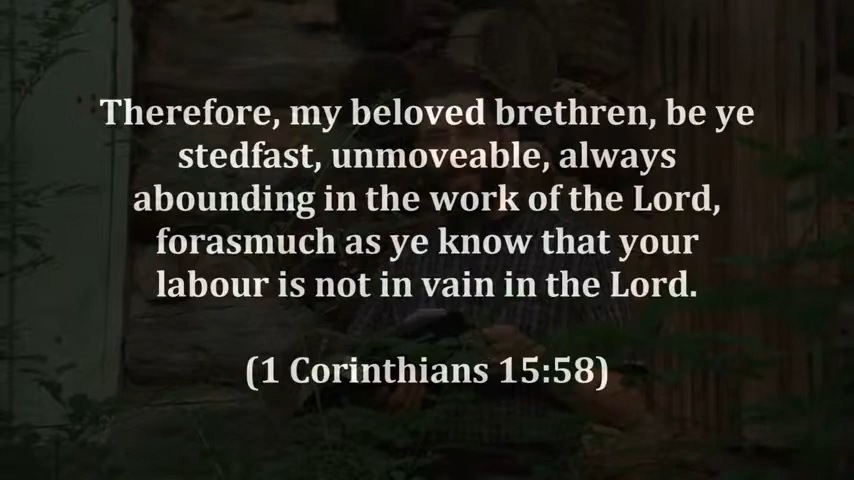 Therefore, my beloved brethren, be ye
stedfast, unmoveable, always
abounding in the work of the Lord,
forasmuch as ye know that your
labour is not in vain in the Lord.
(1 Corinthians 15:58)